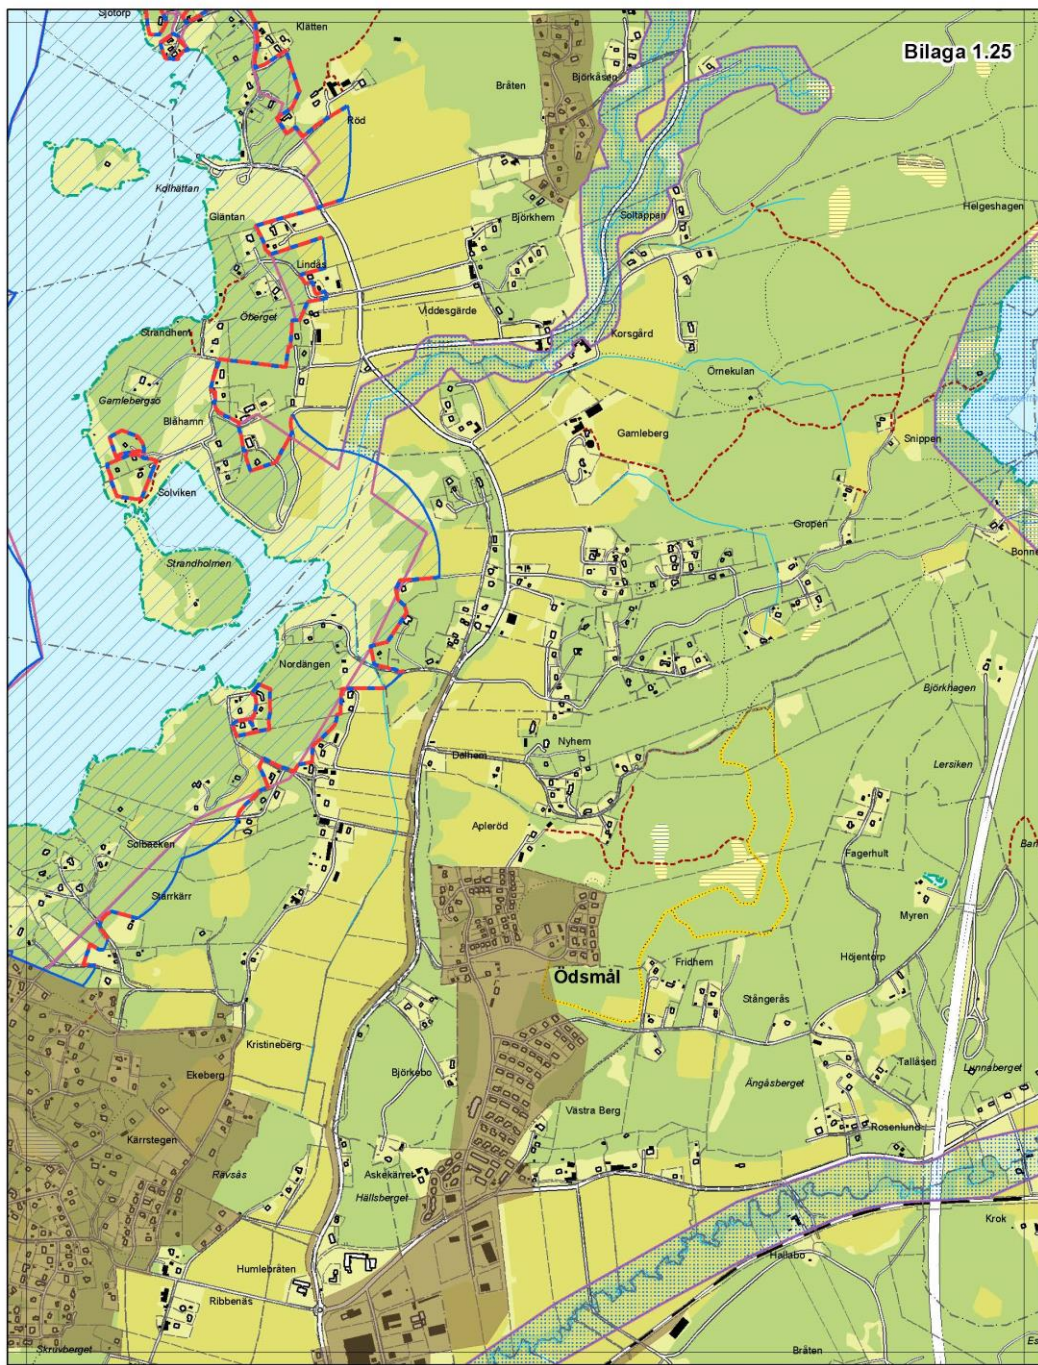 Sjötorp
Klätten
Bilaga 1.25
Björkåsen
Bråten
Röd
Kolhättan
Gläntan
Björkhem
Soltäppan
Helgeshagen
Lindås
Öberget
Viddesgärde
Strandhem
Korsgård
Örnekulan
Gamlebergsö
Blåhamn
Gamleberg
Snippen
Solviken
Gropen
Bonne
Strandholmen
Nordängen
Björkhagen
Nyhem
Dalhem
Lersiken
Apleröd
Solbacken
Fagerhult
Bar
Starrkärr
Myren
Höjentorp
Fridhem
Ödsmål
Stångerås
Kristineberg
Björkebo
Tallåsen
Lunnaberget
Ekeberg
Ängåsberget
Västra Berg
Rosenlund
Kärrstegen
Rävsås
Askekärret
Hällsberget
Krok
Hallabo
Humlebråten
Ribbenäs
Skruvberget
Bråten
Es